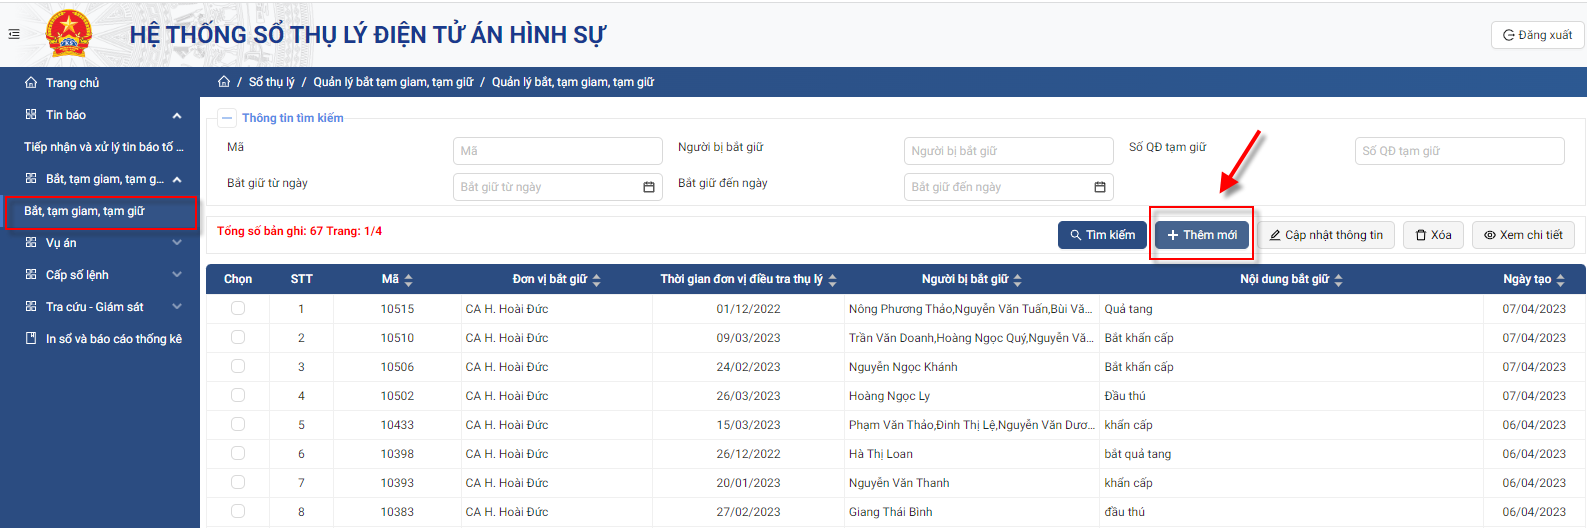 HỆ THỐNG SỔ THỤ LÝ ĐIỆN TỬ ÁN HÌNH SỰ
Đăng xuất
Trang chủ
Tin báo
Tiếp nhận và xử lý tin báo tố ...
Bắt, tạm giam, tạm g...
Bắt, tạm giam, tạm giữ
Vụ án
Cấp số lệnh
Tra cứu - Giám sát
In sổ và báo cáo thống kê
/ Sổ thụ lý / Quản lý bắt tạm giam, tạm giữ / Quản lý bắt, tạm giam, tạm giữ
Thông tin tìm kiếm
Mã Mã Người bị bắt giữ Người bị bắt giữ Số QĐ tạm giữ Số QĐ tạm giữ
Bắt giữ từ ngày Bắt giữ từ ngày Bắt giữ đến ngày Bắt giữ đến ngày
Tổng số bản ghi: 67 Trang: 1/4 Tìm kiếm Thêm mới Cập nhật thông tin Xóa Xem chi tiết
Chọn STT Mã Đơn vị bắt giữ Thời gian đơn vị điều tra thụ lý Người bị bắt giữ Nội dung bắt giữ Ngày tạo
1 10515 CA H. Hoài Đức 01/12/2022 Nông Phương Thảo,Nguyễn Văn Tuấn,Bùi Vă... Quả tang 07/04/2023
2 10510 CA H. Hoài Đức 09/03/2023 Trần Văn Doanh,Hoàng Ngọc Quý,Nguyễn Vă... Bắt khẩn cấp 07/04/2023
3 10506 CA H. Hoài Đức 24/02/2023 Nguyễn Ngọc Khánh Bắt khẩn cấp 07/04/2023
4 10502 CA H. Hoài Đức 26/03/2023 Hoàng Ngọc Ly Đầu thú 07/04/2023
5 10433 CA H. Hoài Đức 15/03/2023 Phạm Văn Thảo,Đinh Thị Lệ,Nguyễn Văn Dươ... khẩn cấp 06/04/2023
6 10398 CA H. Hoài Đức 26/12/2022 Hà Thị Loan bắt quả tang 06/04/2023
7 10393 CA H. Hoài Đức 20/01/2023 Nguyễn Văn Thanh khẩn cấp 06/04/2023
8 10383 CA H. Hoài Đức 27/02/2023 Giang Thái Bình đầu thú 06/04/2023